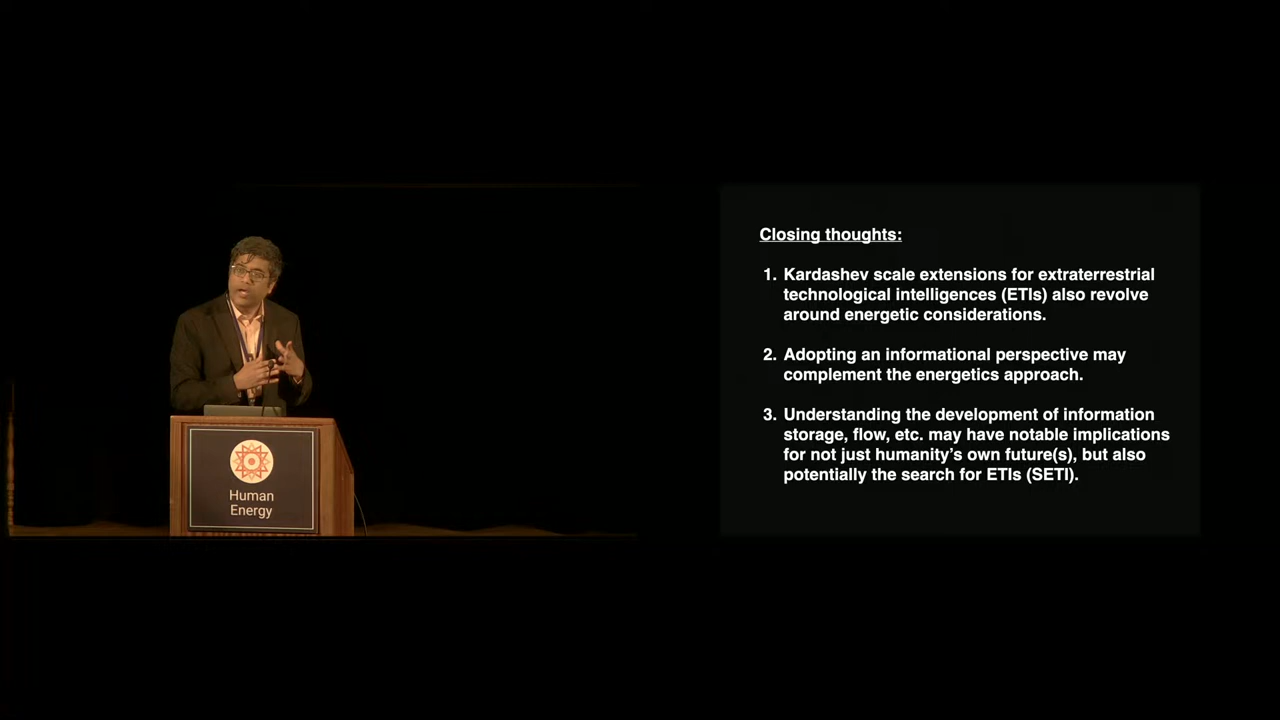 Closing thoughts:
1. Kardashev scale extensions for extraterrestrial
technological intelligences (ETIs) also revolve
around energetic considerations.
2. Adopting an informational perspective may
complement the energetics approach.
3. Understanding the development of information
storage, flow, etc. may have notable implications
for not just humanity's own future(s), but also
potentially the search for ETIs (SETI).
Human
Energy